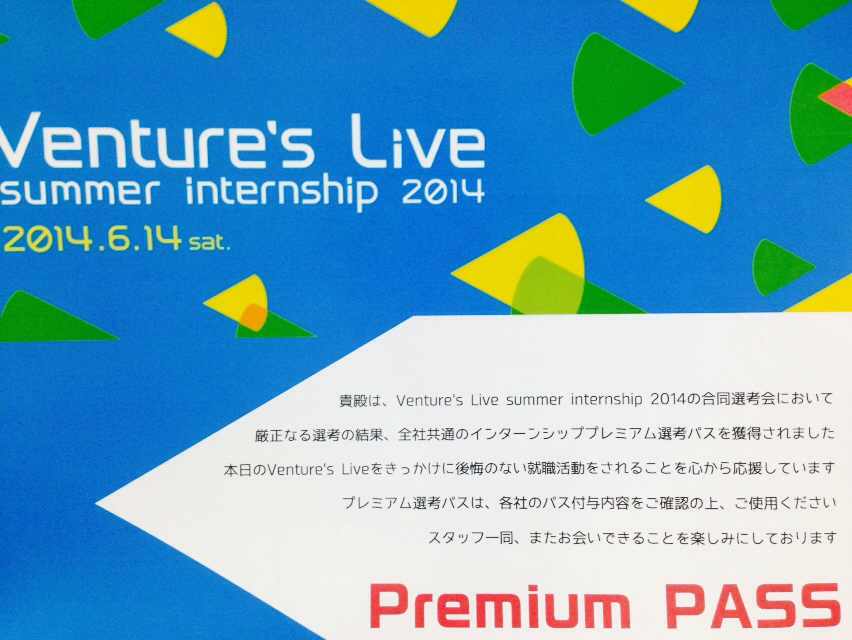 Venture's Live
summer internship 2014
2014.6.14 sat.
貴殿は、Venture's Live summer internship 2014の合同選考会において
厳正なる選考の結果、全社共通のインターンシッププレミアム選考パスを獲得されました
本日のVenture's Liveをきっかけに後悔のない就職活動をされることを心から応援しています
プレミアム選考パスは、各社のパス付与内容をご確認の上、ご使用ください
スタッフ一同、またお会いできることを楽しみにしております
Premium PASS